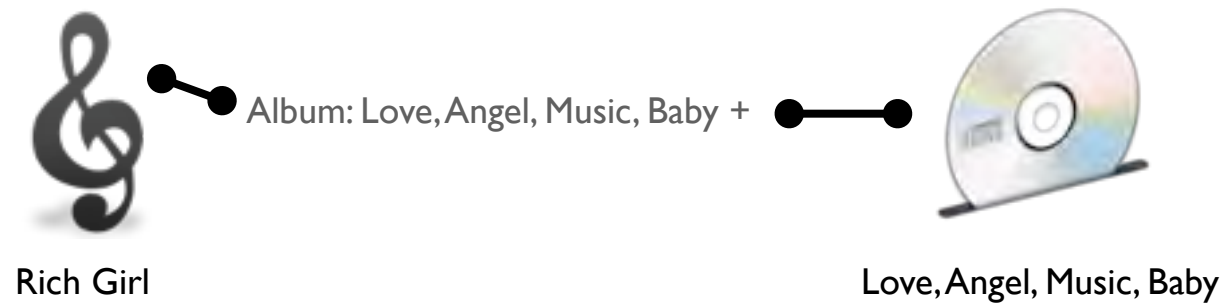 Album: Love, Angel, Music, Baby +
Rich Girl
Love, Angel, Music, Baby